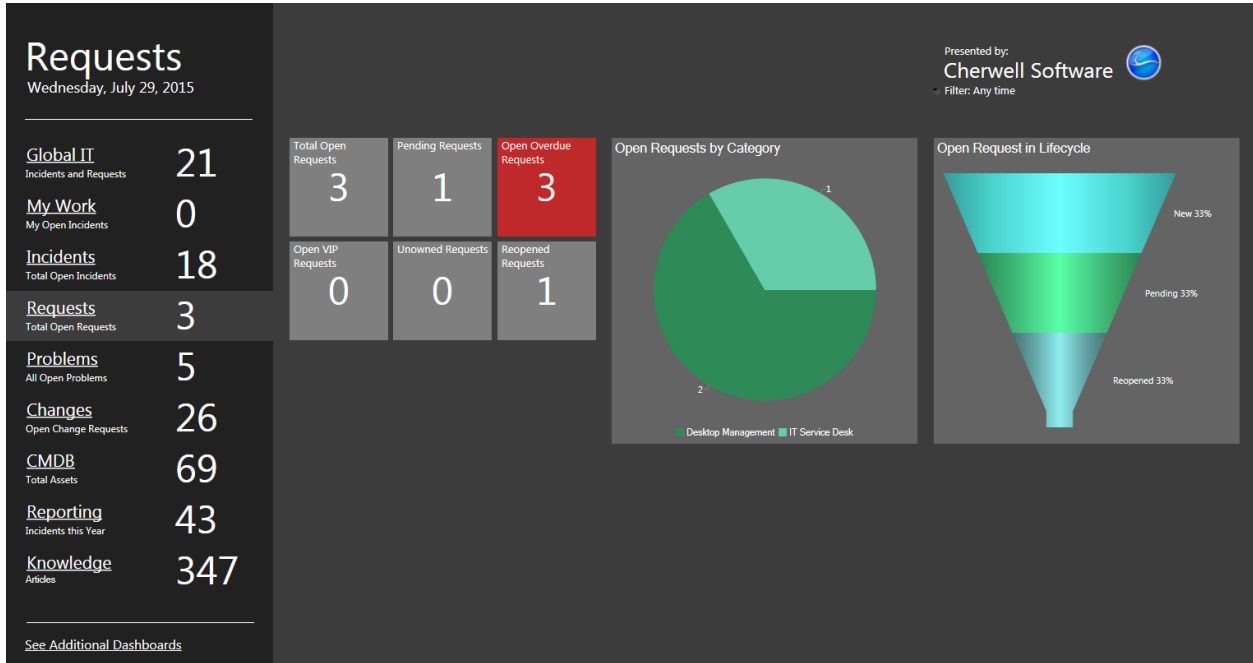 Requests
Wednesday, July 29, 2015
Presented by:
Cherwell Software
Filter: Any time
Global IT
Incidents and Requests
21
My Work
My Open Incidents
0
Incidents
Total Open Incidents
18
Requests
Total Open Requests
3
Problems
All Open Problems
5
Changes
Open Change Requests
26
CMDB
Total Assets
69
Reporting
Incidents this Year
43
Knowledge
Articles
347
See Additional Dashboards
Total Open
Requests
3
Pending Requests
1
Open Overdue
Requests
3
Open VIP
Requests
0
Unowned Requests
0
Reopened
Requests
1
Open Requests by Category
1
2
Desktop Management IT Service Desk
Open Request in Lifecycle
New 33%
Pending 33%
Reopened 33%